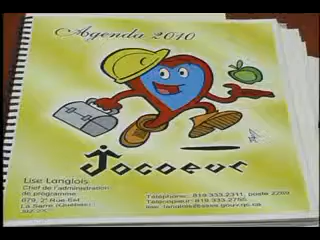 Agenda 2010
Jocoeur
Lise Langlois
Chef de l'administration
de programme
679, 2e Rue Est
La Sarre (Québec)
Téléphone: 819 333-2311, poste 2289
Télécopieur: 819 333-2755